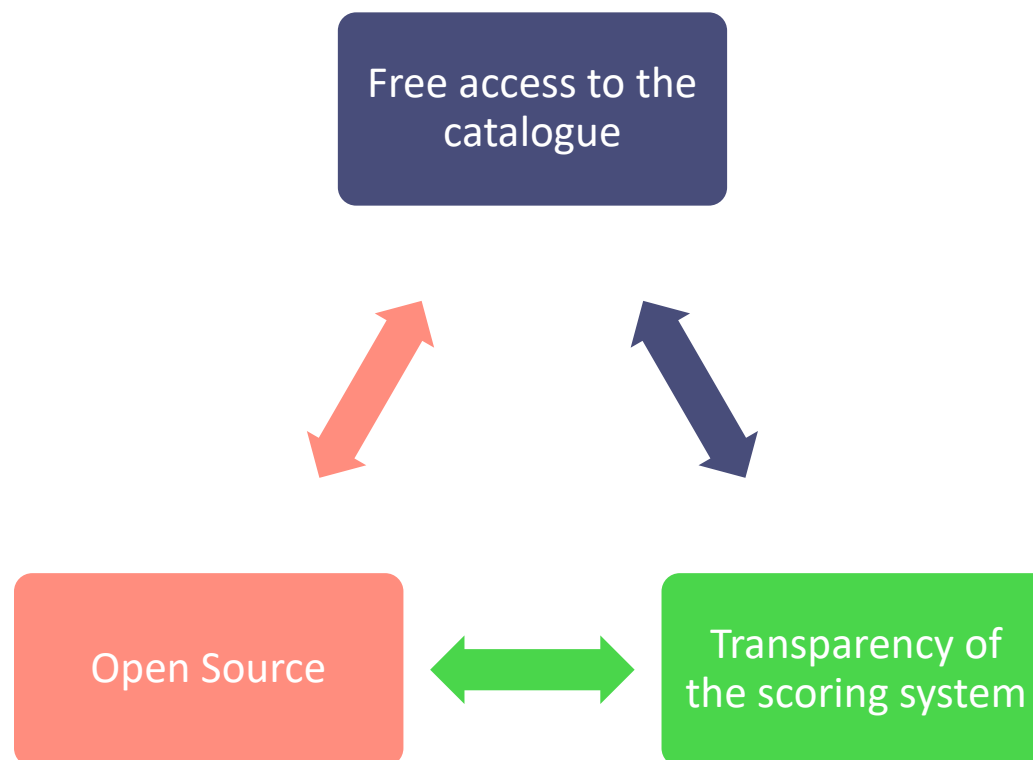 Free access to the
catalogue
Open Source
Transparency of
the scoring system